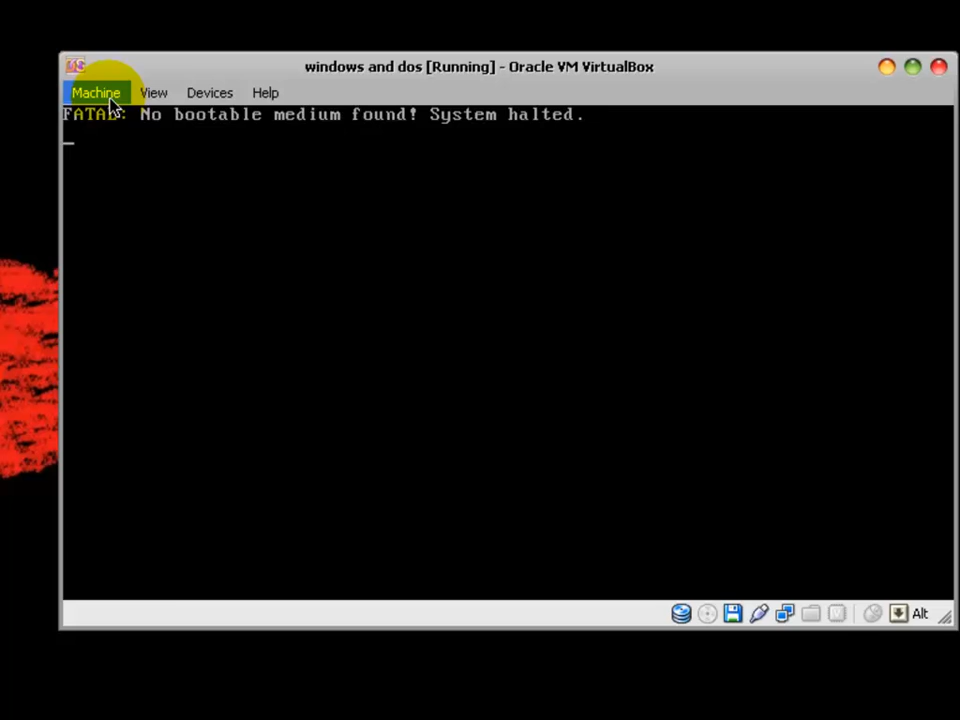 windows and dos [Running] - Oracle VM VirtualBox
Machine View Devices Help
FATAL: No bootable medium found! System halted.
Alt